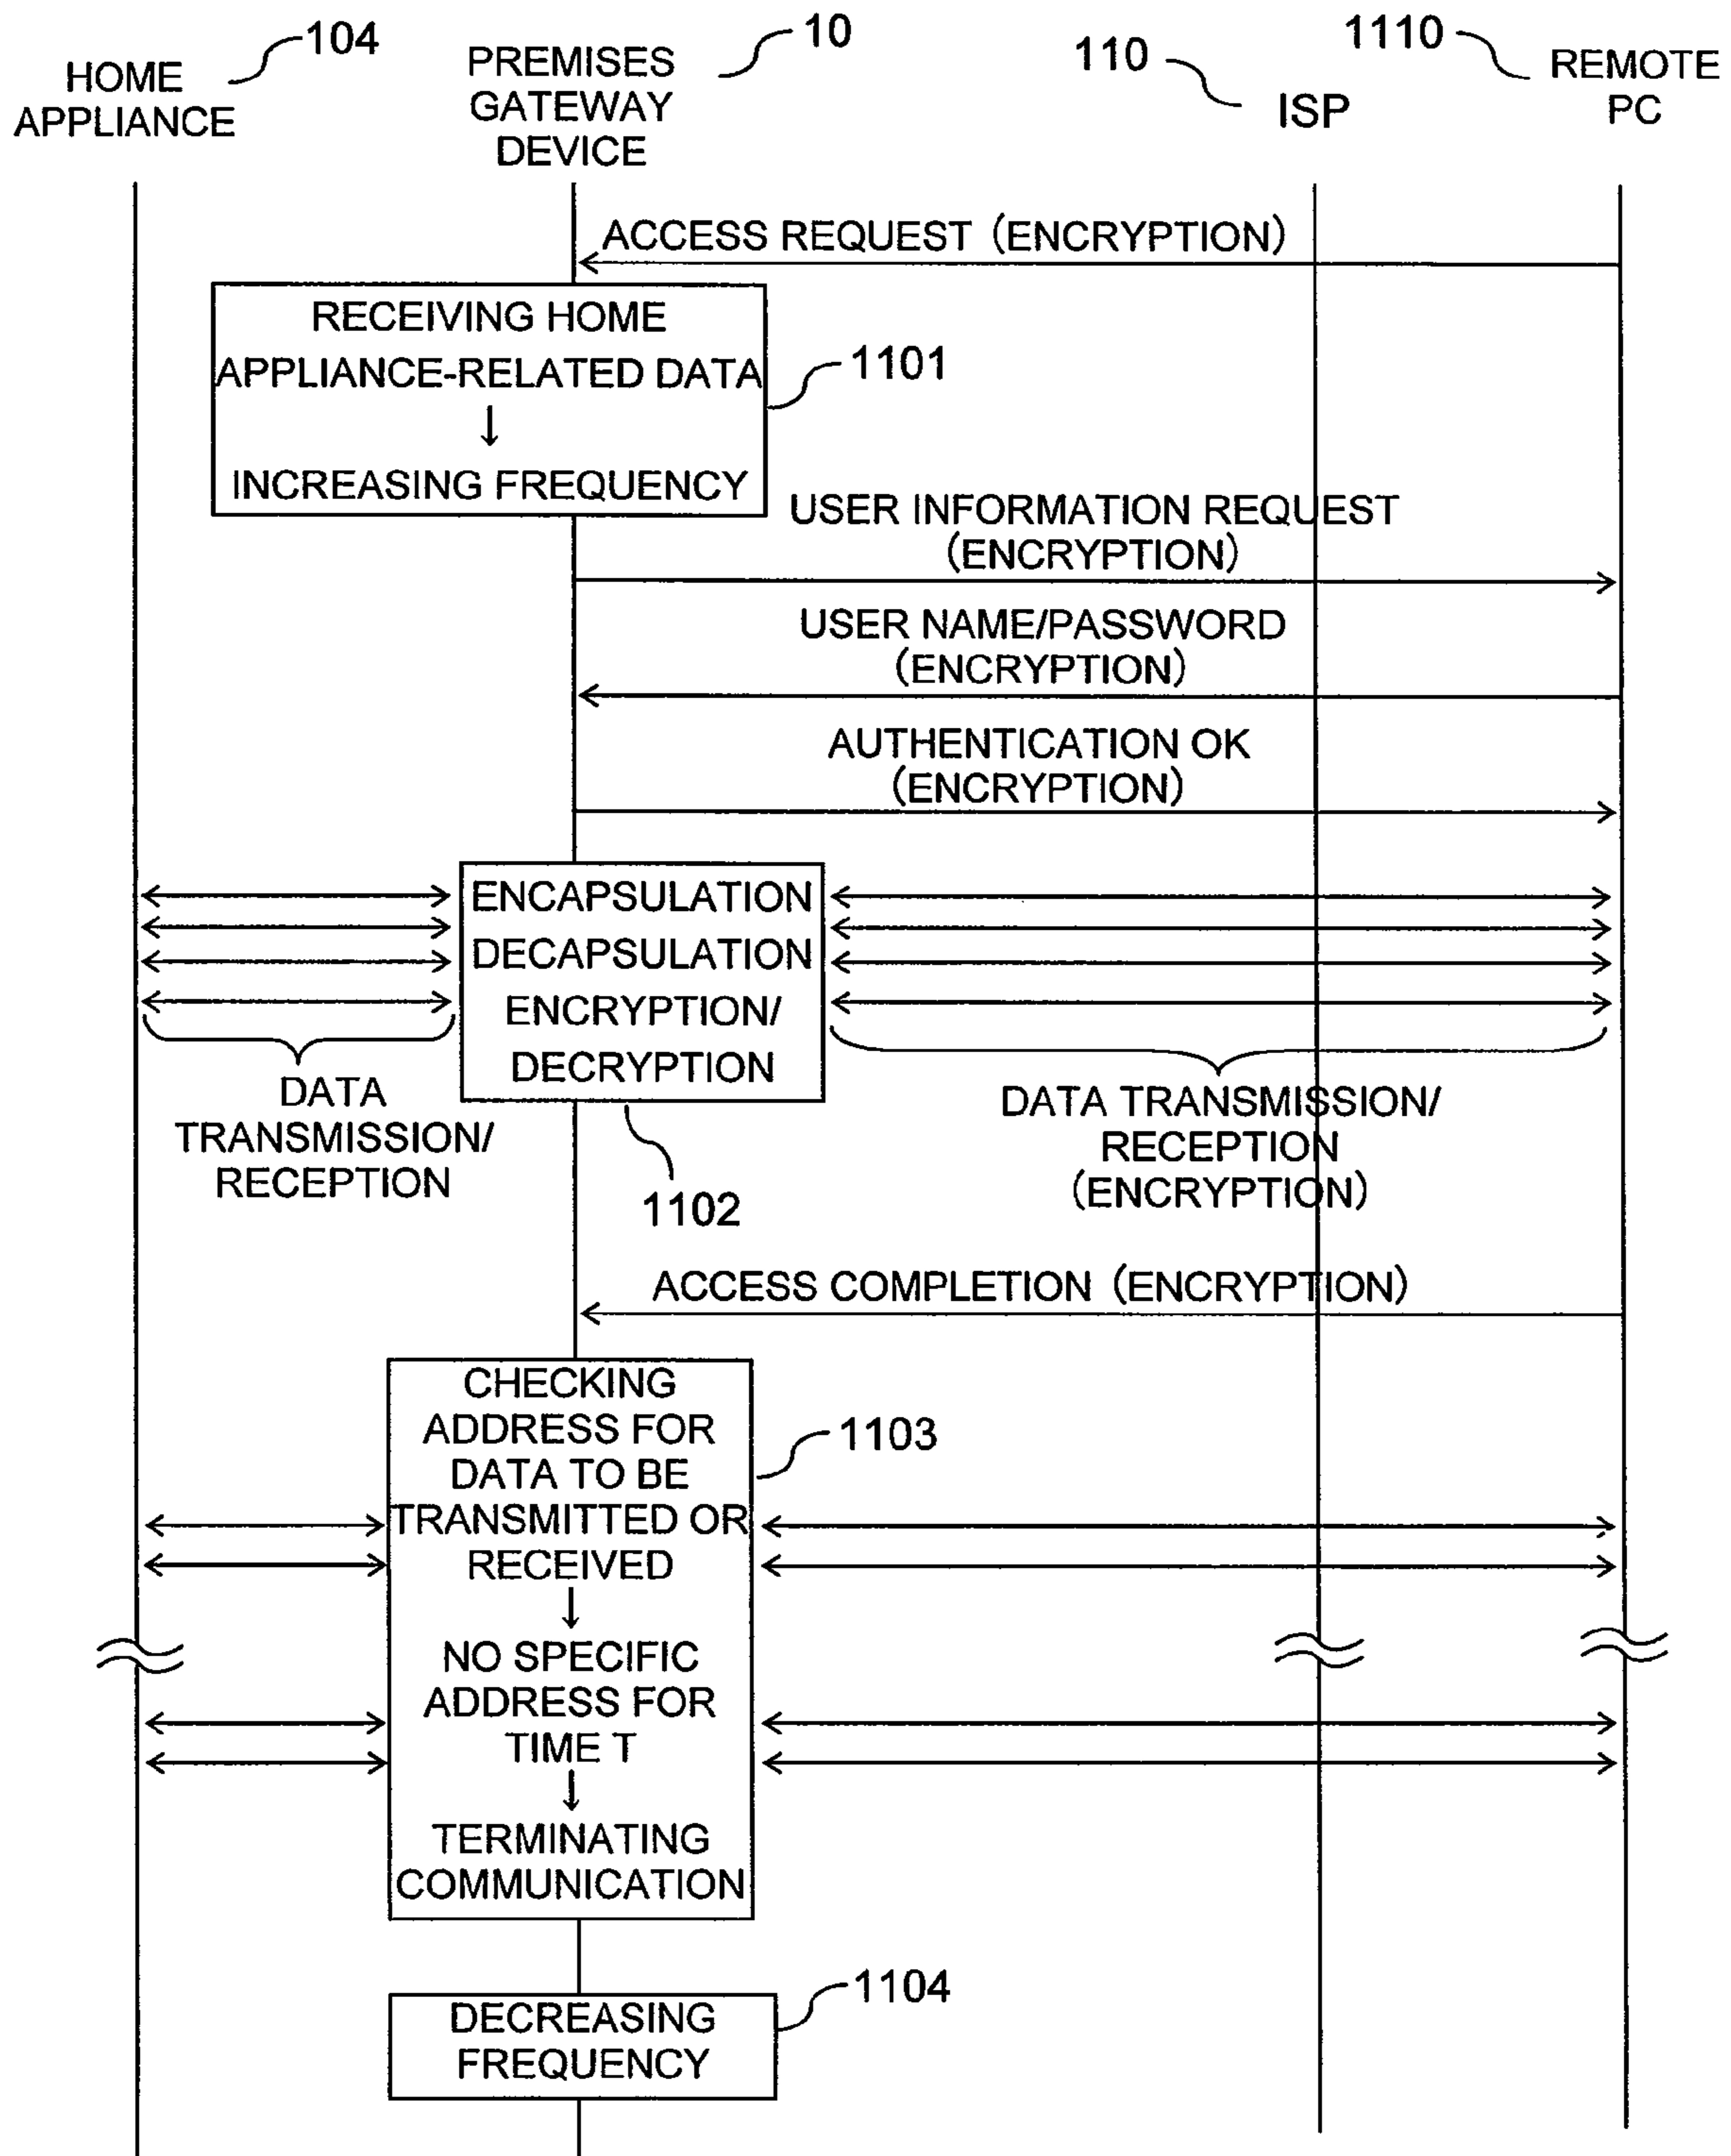 104
HOME
APPLIANCE
10
PREMISES
GATEWAY
DEVICE
110
ISP
1110
REMOTE
PC
ACCESS REQUEST (ENCRYPTION)
RECEIVING HOME
APPLIANCE-RELATED DATA
↓
INCREASING FREQUENCY
1101
USER INFORMATION REQUEST
(ENCRYPTION)
USER NAME/PASSWORD
(ENCRYPTION)
AUTHENTICATION OK
(ENCRYPTION)
ENCAPSULATION
DECAPSULATION
ENCRYPTION/
DECRYPTION
1102
DATA
TRANSMISSION/
RECEPTION
DATA TRANSMISSION/
RECEPTION
(ENCRYPTION)
ACCESS COMPLETION (ENCRYPTION)
CHECKING
ADDRESS FOR
DATA TO BE
TRANSMITTED OR
RECEIVED
↓
NO SPECIFIC
ADDRESS FOR
TIME T
↓
TERMINATING
COMMUNICATION
1103
DECREASING
FREQUENCY
1104